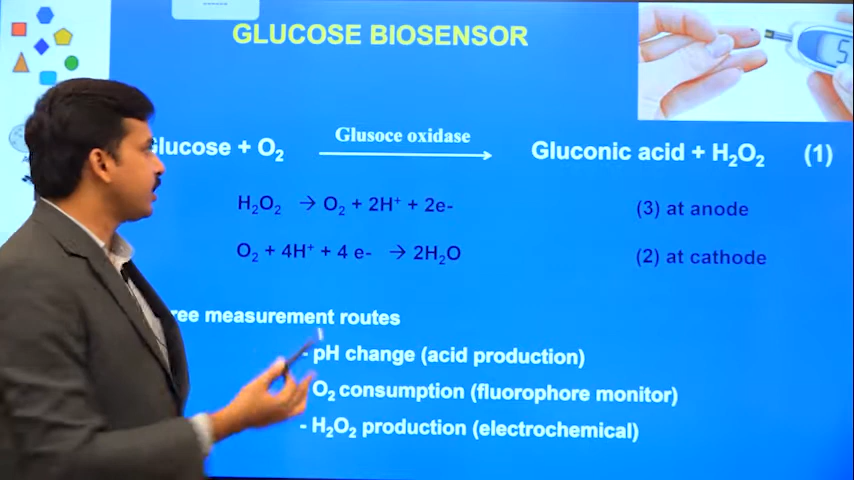 GLUCOSE BIOSENSOR
5
Glucose + O₂ Glusoce oxidase Gluconic acid + H₂O₂ (1)
H₂O₂ → O₂ + 2H⁺ + 2e- (3) at anode
O₂ + 4H⁺ + 4 e- → 2H₂O (2) at cathode
ree measurement routes
- pH change (acid production)
O₂ consumption (fluorophore monitor)
- H₂O₂ production (electrochemical)